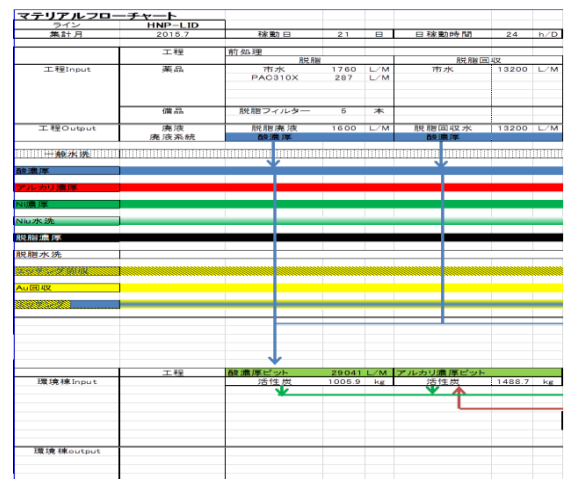 マテリアルフローチャート
ライン HNP-LID
集計月 2015.7 稼動日 21 日 日稼動時間 24 h/D
工程 前処理
脱脂 脱脂回収
工程Input 薬品 市水 1760 L/M 市水 13200 L/M
PAC310X 287 L/M
備品 脱脂フィルター 5 本
工程Output 廃液 脱脂廃液 1600 L/M 脱脂回収水 13200 L/M
廃液系統 酸濃厚 酸濃厚
一般水洗
酸濃厚
アルカリ濃厚
Ni濃厚
Niu水洗
脱脂濃厚
脱脂水洗
エッチング回収
Au回収
工程 酸濃厚ピット 29041 L/M アルカリ濃厚ピット
環境棟Input 活性炭 1005.9 kg 活性炭 1488.7 kg
環境棟output